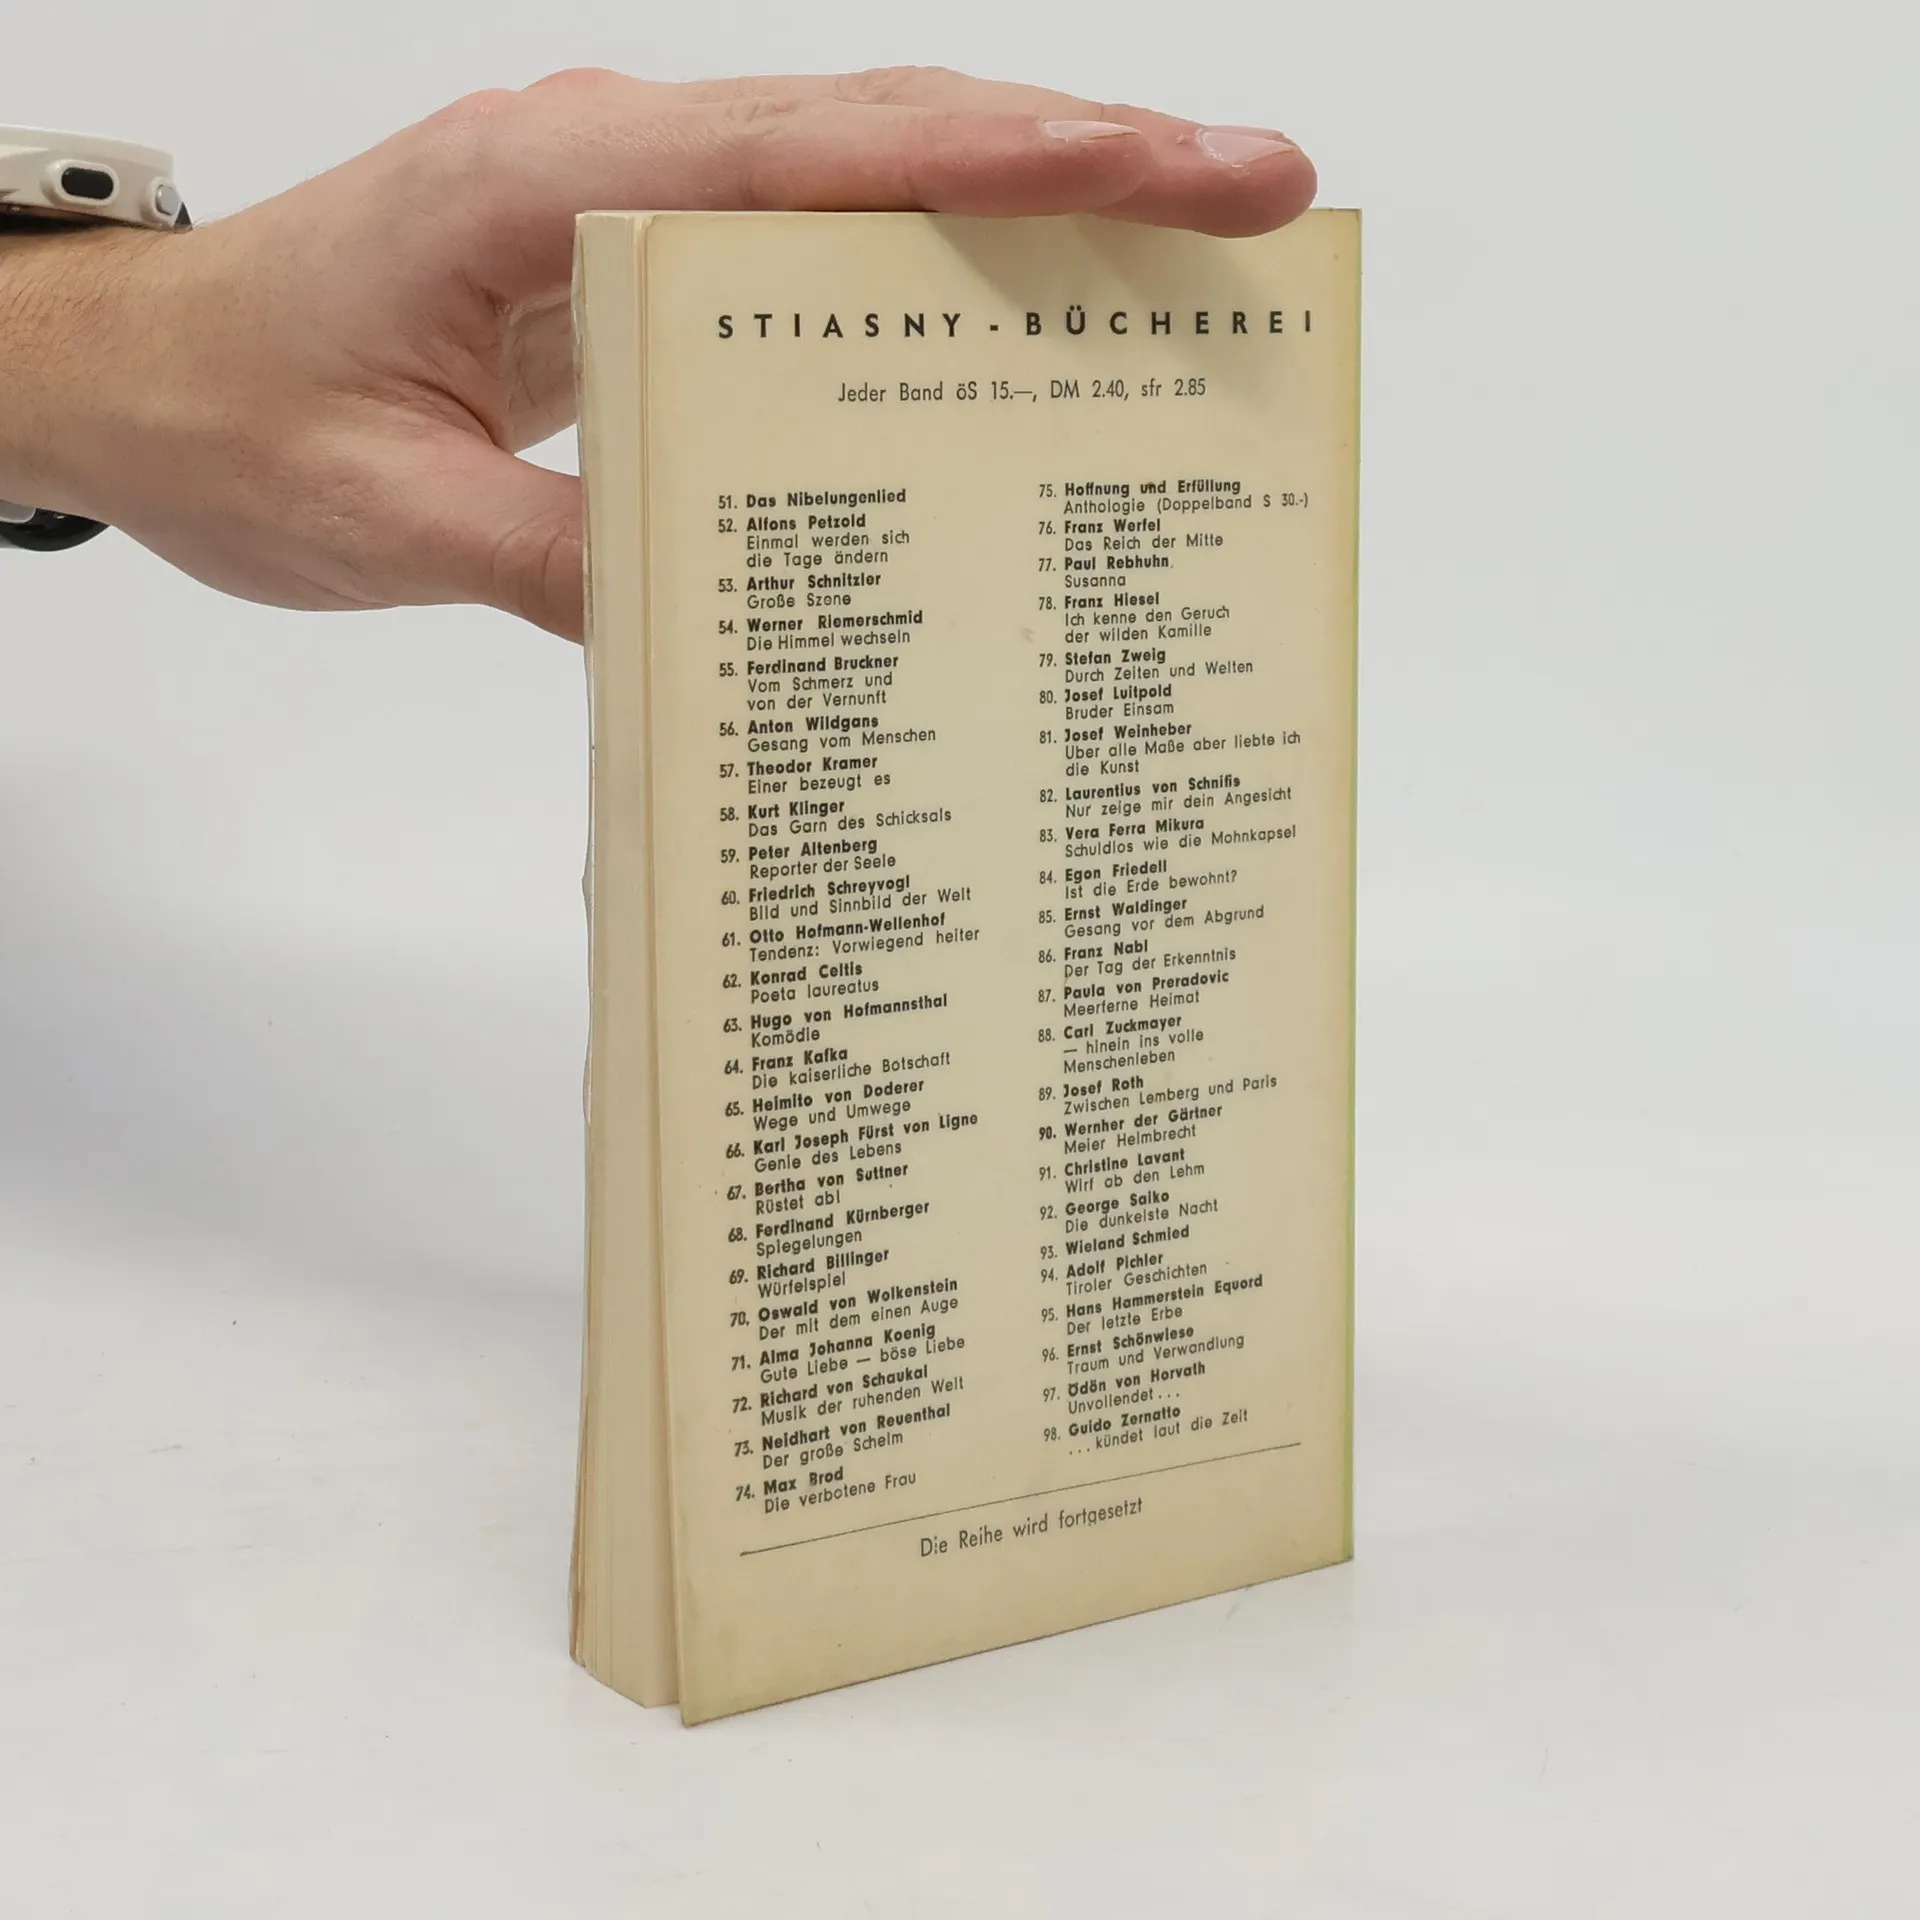 STIASNY - BÜCHEREI
Jeder Band öS 15.—, DM 2.40, sfr 2.85
51. Das Nibelungenlied
52. Alfons Petzold
Einmal werden sich
die Tage ändern
53. Arthur Schnitzler
Große Szene
54. Werner Riemerschmid
Die Himmel wechseln
55. Ferdinand Bruckner
Vom Schmerz und
von der Vernunft
56. Anton Wildgans
Gesang vom Menschen
57. Theodor Kramer
Einer bezeugt es
58. Kurt Klinger
Das Garn des Schicksals
59. Peter Altenberg
Reporter der Seele
60. Friedrich Schreyvogl
Bild und Sinnbild der Welt
61. Otto Hofmann-Wellenhof
Tendenz: Vorwiegend heiter
62. Konrad Celtis
Poeta laureatus
63. Hugo von Hofmannsthal
Komödie
64. Franz Kafka
Die kaiserliche Botschaft
65. Heimito von Doderer
Wege und Umwege
66. Karl Joseph Fürst von Ligne
Genie des Lebens
67. Bertha von Suttner
Rüstet ab!
68. Ferdinand Kürnberger
Spiegelungen
69. Richard Billinger
Würfelspiel
70. Oswald von Wolkenstein
Der mit dem einen Auge
71. Alma Johanna Koenig
Gute Liebe — böse Liebe
72. Richard von Schaukal
Musik der ruhenden Welt
73. Neidhart von Reuenthal
Der große Schelm
74. Max Brod
Die verbotene Frau
75. Hoffnung und Erfüllung
Anthologie (Doppelband S 30.-)
76. Franz Werfel
Das Reich der Mitte
77. Paul Rebhuhn
Susanna
78. Franz Hiesel
Ich kenne den Geruch
der wilden Kamille
79. Stefan Zweig
Durch Zeiten und Welten
80. Josef Luitpold
Bruder Einsam
81. Josef Weinheber
Über alle Maße aber liebte ich
die Kunst
82. Laurentius von Schnifis
Nur zeige mir dein Angesicht
83. Vera Ferra Mikura
Schuldlos wie die Mohnkapsel
84. Egon Friedell
Ist die Erde bewohnt?
85. Ernst Waldinger
Gesang vor dem Abgrund
86. Franz Nabl
Der Tag der Erkenntnis
87. Paula von Preradovic
Meerferne Heimat
88. Carl Zuckmayer
— hinein ins volle
Menschenleben
89. Josef Roth
Zwischen Lemberg und Paris
90. Wernher der Gärtner
Meier Helmbrecht
91. Christine Lavant
Wirf ab den Lehm
92. George Saiko
Die dunkelste Nacht
93. Wieland Schmied
94. Adolf Pichler
Tiroler Geschichten
95. Hans Hammerstein Equord
Der letzte Erbe
96. Ernst Schönwiese
Traum und Verwandlung
97. Ödön von Horvath
Unvollendet . . .
98. Guido Zernatto
. . . kündet laut die Zeit
Die Reihe wird fortgesetzt